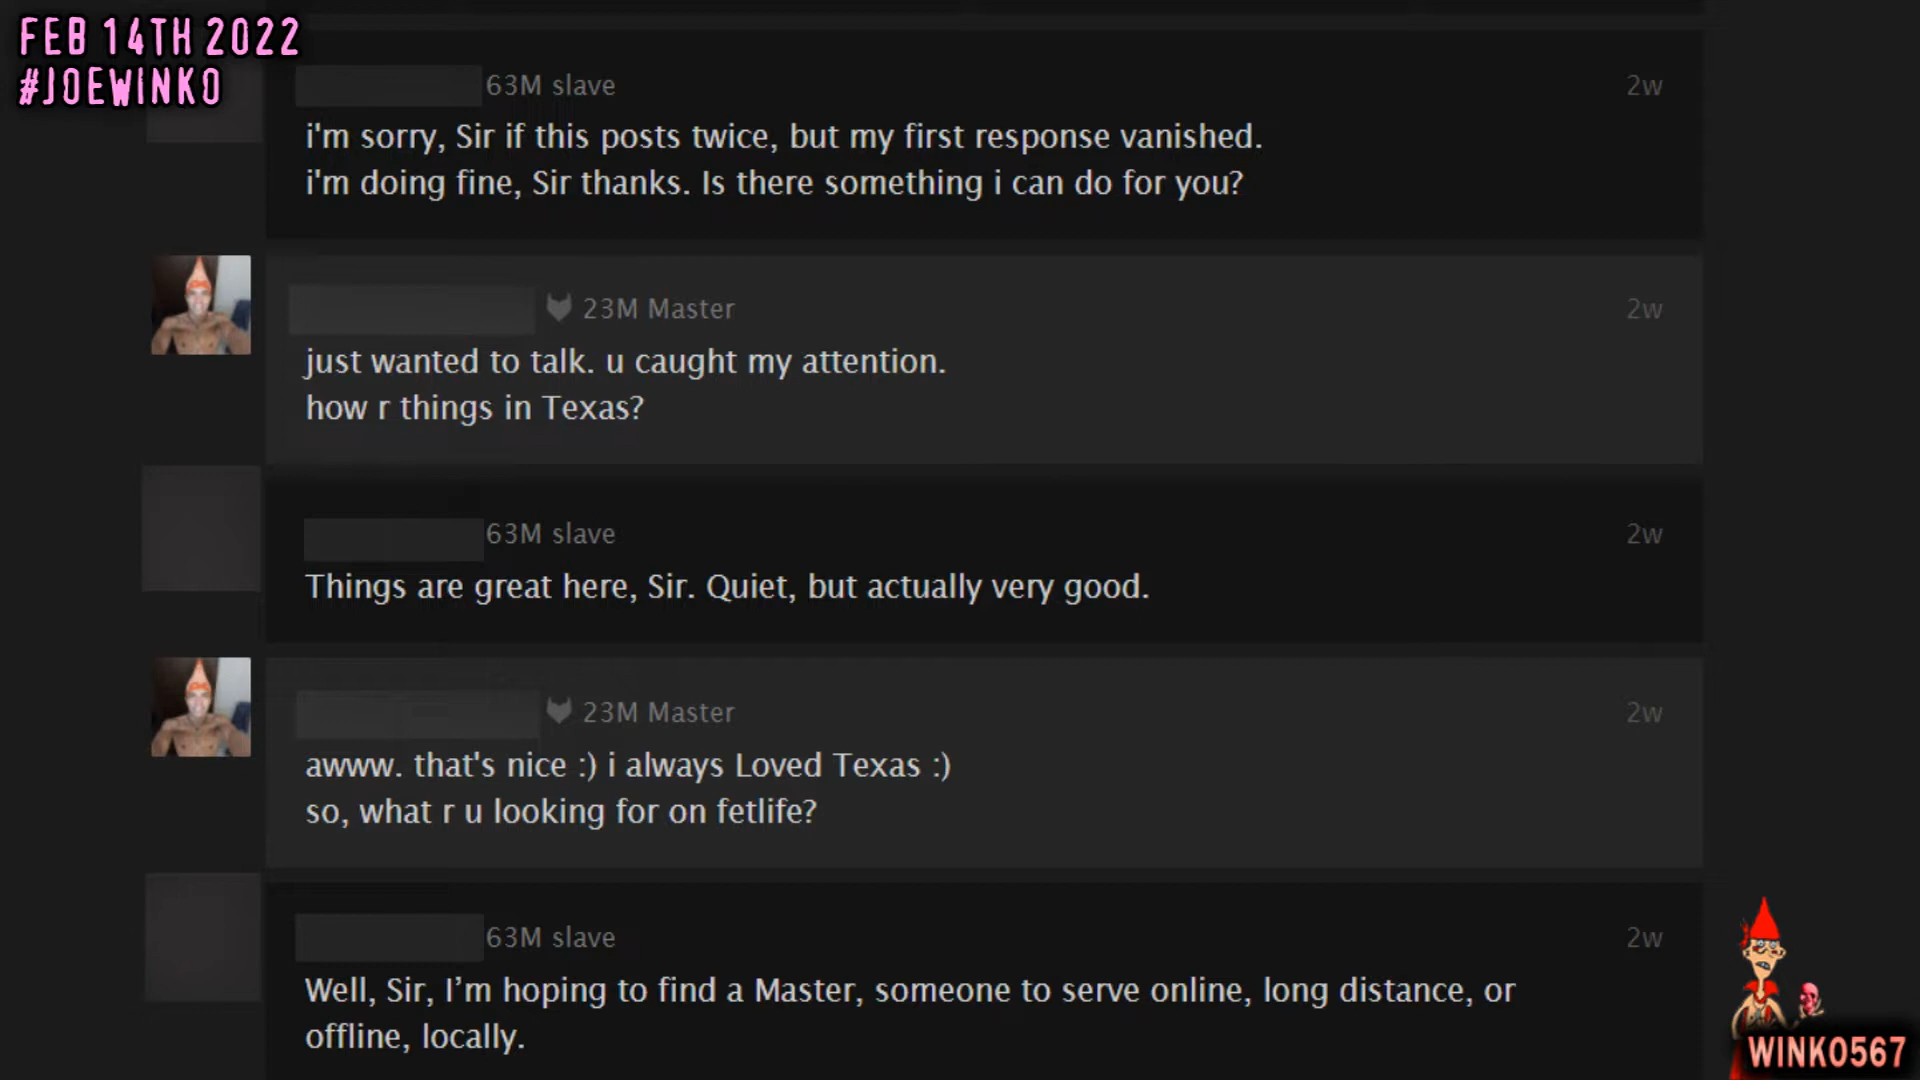 FEB 14TH 2022
#JOEWINKO
63M slave 2w
i'm sorry, Sir if this posts twice, but my first response vanished.
i'm doing fine, Sir thanks. Is there something i can do for you?
23M Master 2w
just wanted to talk. u caught my attention.
how r things in Texas?
63M slave 2w
Things are great here, Sir. Quiet, but actually very good.
23M Master 2w
awww. that's nice :) i always Loved Texas :)
so, what r u looking for on fetlife?
63M slave 2w
Well, Sir, I’m hoping to find a Master, someone to serve online, long distance, or
offline, locally.
WINKO567